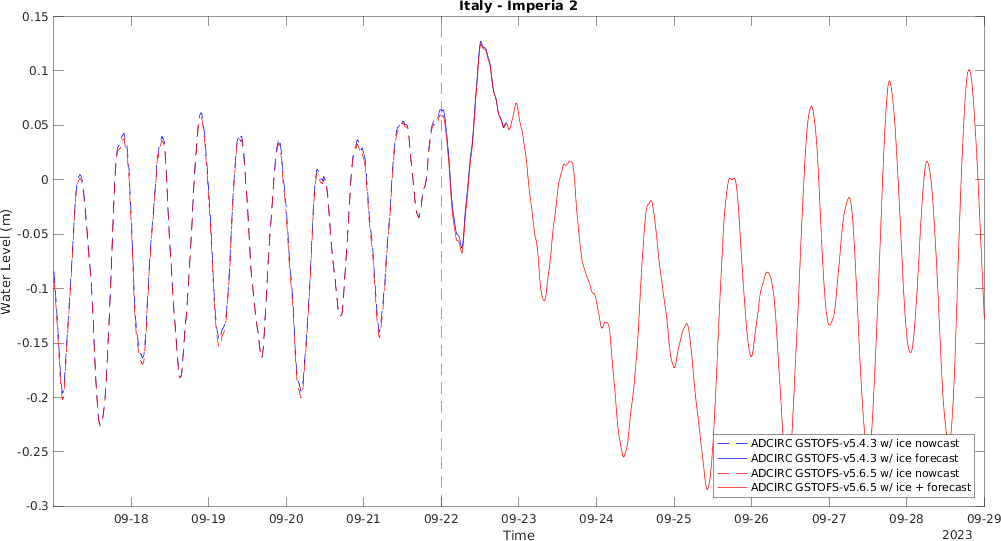 Italy - Imperia 2
0.15
0.1
0.05
0
-0.05
-0.1
-0.15
-0.2
-0.25
-0.3
Water Level (m)
ADCIRC GSTOFS-v5.4.3 w/ ice nowcast
ADCIRC GSTOFS-v5.4.3 w/ ice forecast
ADCIRC GSTOFS-v5.6.5 w/ ice nowcast
ADCIRC GSTOFS-v5.6.5 w/ ice + forecast
09-18 09-19 09-20 09-21 09-22 09-23 09-24 09-25 09-26 09-27 09-28 09-29
Time
2023